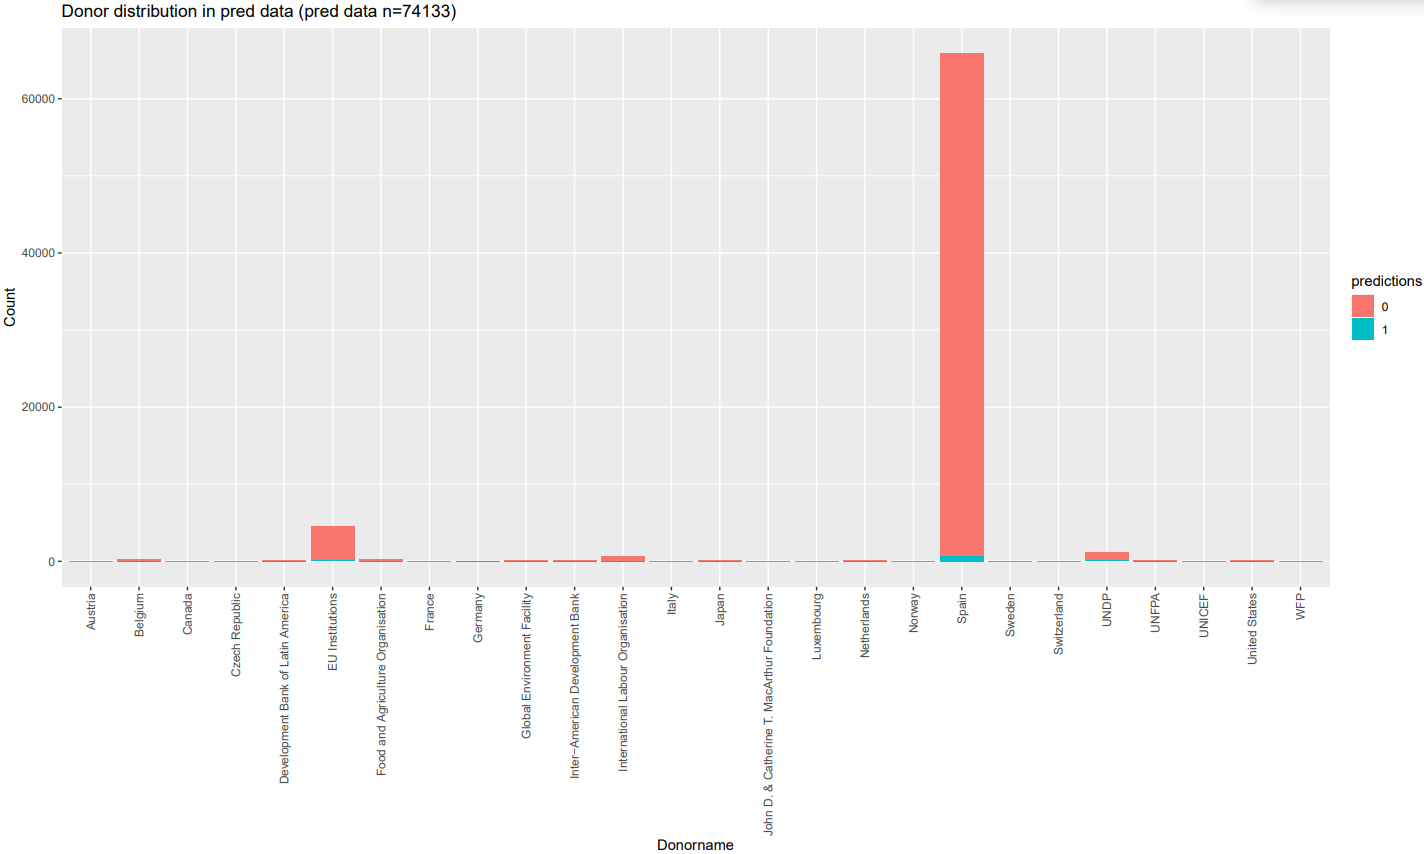 Donor distribution in pred data (pred data n=74133)
60000
40000
20000
0
Count
predictions
0
1
Austria
Belgium
Canada
Czech Republic
Development Bank of Latin America
EU Institutions
Food and Agriculture Organisation
France
Germany
Global Environment Facility
Inter−American Development Bank
International Labour Organisation
Italy
Japan
John D. & Catherine T. MacArthur Foundation
Luxembourg
Netherlands
Norway
Spain
Sweden
Switzerland
UNDP
UNFPA
UNICEF
United States
WFP
Donorname